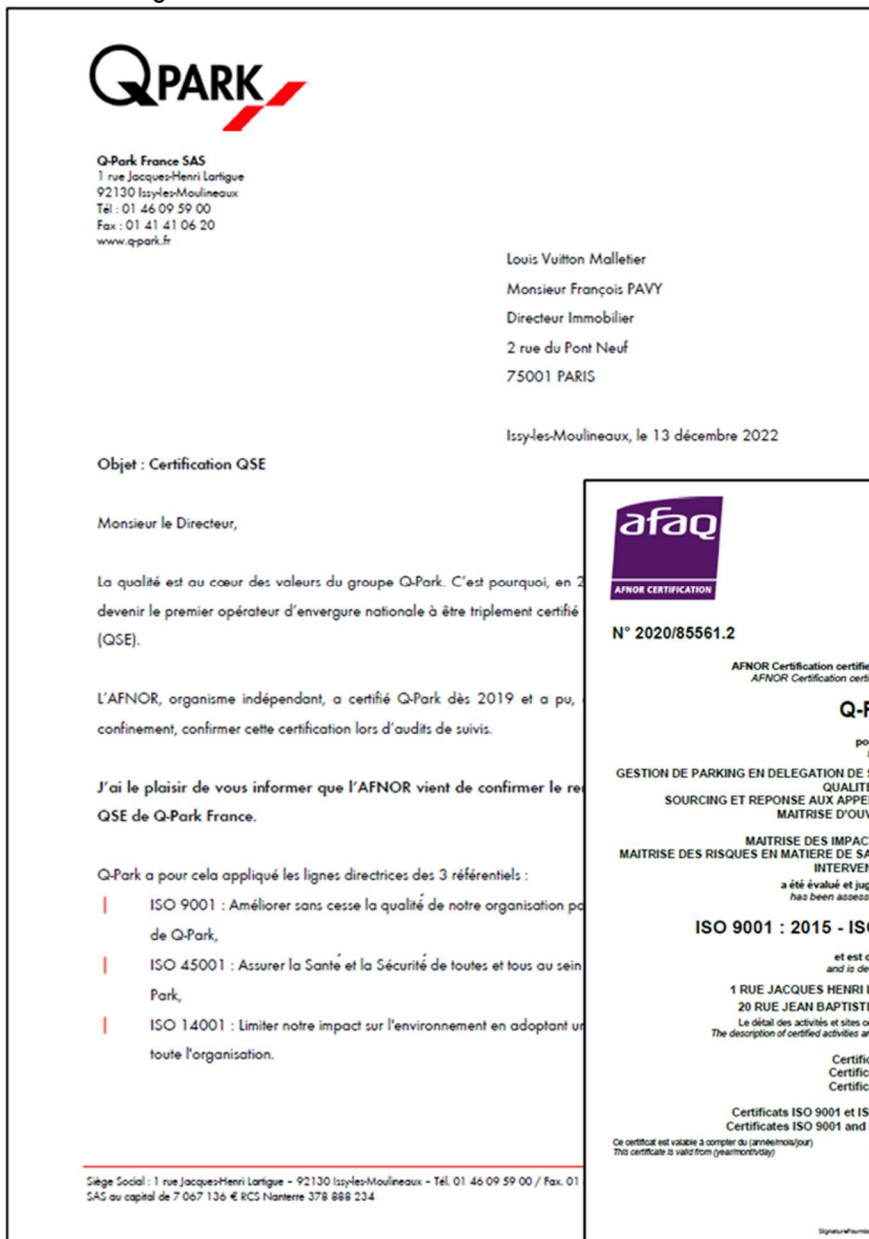 QPARK
Q-Park France SAS
1 rue Jacques-Henri Lartigue
92130 Issy-les-Moulineaux
Tél : 01 46 09 59 00
Fax : 01 41 41 06 20
www.q-park.fr
Louis Vuitton Malletier
Monsieur François PAVY
Directeur Immobilier
2 rue du Pont Neuf
75001 PARIS
Issy-les-Moulineaux, le 13 décembre 2022
Objet : Certification QSE
Monsieur le Directeur,
La qualité est au cœur des valeurs du groupe Q-Park. C'est pourquoi, en 2
devenir le premier opérateur d'envergure nationale à être triplement certifié
(QSE).
L'AFNOR, organisme indépendant, a certifié Q-Park dès 2019 et a pu,
confinement, confirmer cette certification lors d'audits de suivis.
J'ai le plaisir de vous informer que l'AFNOR vient de confirmer le re
QSE de Q-Park France.
Q-Park a pour cela appliqué les lignes directrices des 3 référentiels :
ISO 9001 : Améliorer sans cesse la qualité de notre organisation po
de Q-Park,
ISO 45001 : Assurer la Santé et la Sécurité de toutes et tous au sein
Park,
ISO 14001 : Limiter notre impact sur l'environnement en adoptant un
toute l'organisation.
Siège Social : 1 rue Jacques-Henri Lartigue – 92130 Issy-les-Moulineaux – Tél. 01 46 09 59 00 / Fax. 01
SAS au capital de 7 067 136 € RCS Nanterre 378 888 234
afaq
AFNOR CERTIFICATION
N° 2020/85561.2
AFNOR Certification certifie
AFNOR Certification certi
Q-P
po
GESTION DE PARKING EN DELEGATION DE S
QUALITE
SOURCING ET REPONSE AUX APPE
MAITRISE D'OUV
MAITRISE DES IMPAC
MAITRISE DES RISQUES EN MATIERE DE SA
INTERVEN
a été évalué et jug
has been assess
ISO 9001 : 2015 - ISO
et est d
and is de
1 RUE JACQUES HENRI L
20 RUE JEAN BAPTISTE
Le détail des activités et sites c
The description of certified activities an
Certific
Certific
Certific
Certificats ISO 9001 et IS
Certificates ISO 9001 and
Ce certificat est valable à compter du (année/mois/jour)
This certificate is valid from (year/month/day)